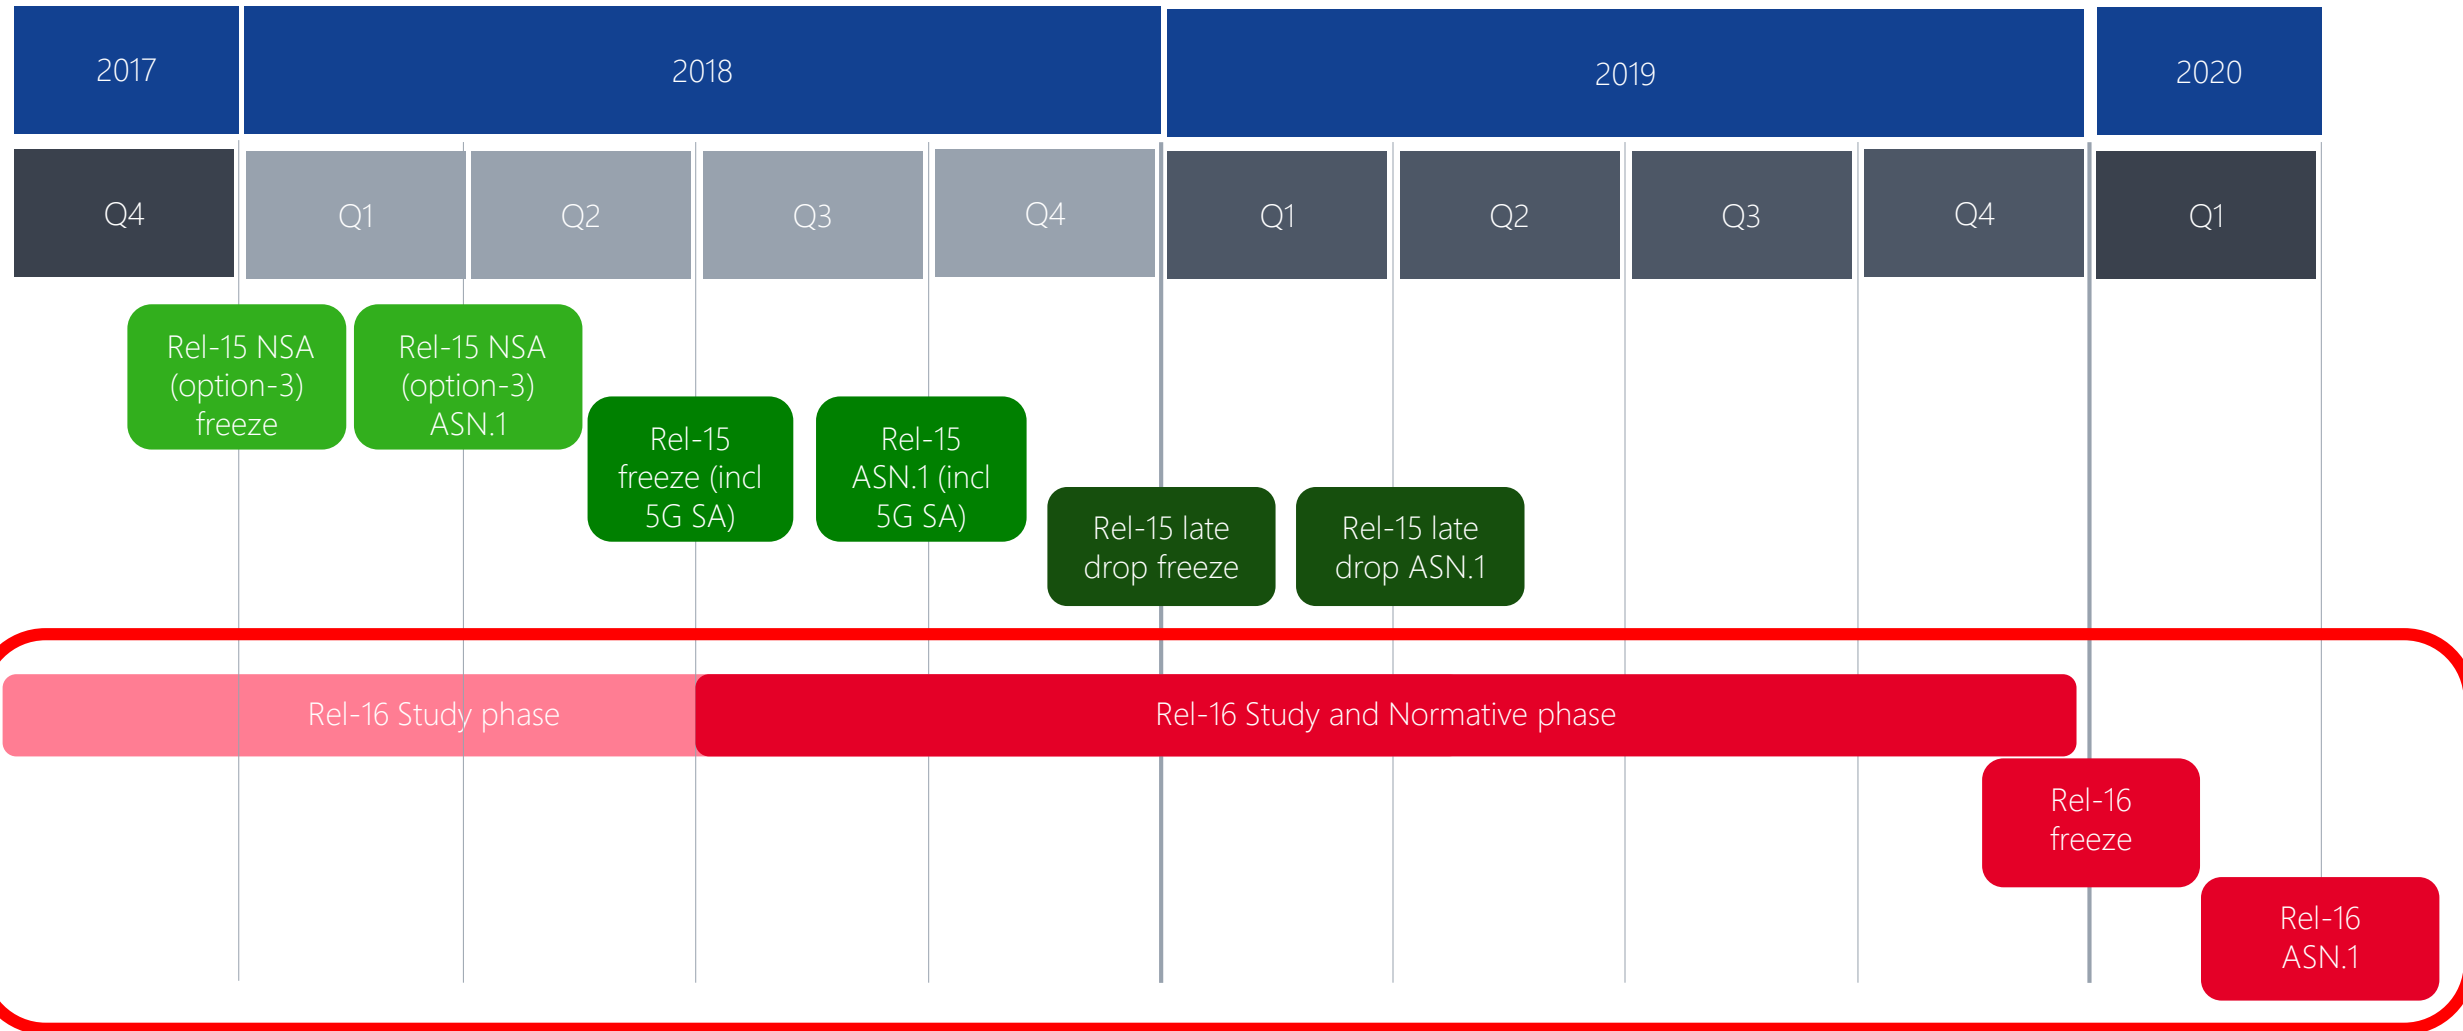 2017
2018
2019
2020
Q4
Q1
Q2
Q3
Q4
Q1
Q2
Q3
Q4
Q1
Rel-15 NSA
(option-3)
freeze
Rel-15 NSA
(option-3)
ASN.1
Rel-15
freeze (incl
5G SA)
Rel-15
ASN.1 (incl
5G SA)
Rel-15 late
drop freeze
Rel-15 late
drop ASN.1
Rel-16 Study phase
Rel-16 Study and Normative phase
Rel-16
freeze
Rel-16
ASN.1